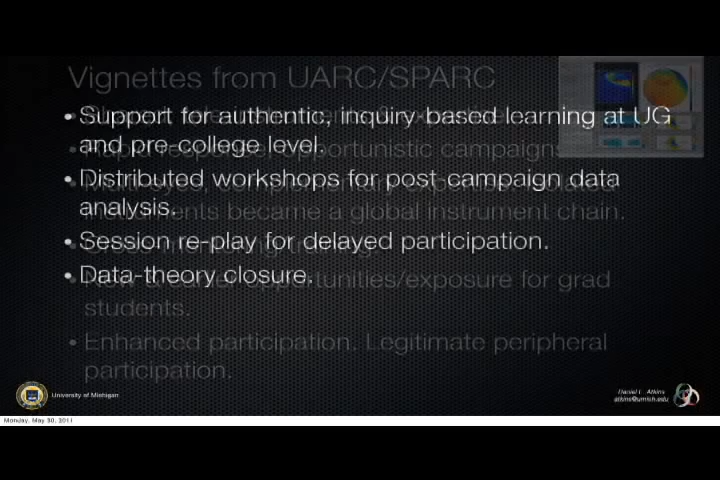 Vignettes from UARC/SPARC
• Support for authentic, inquiry-based learning at UG
and pre-college level.
• Rapid response, opportunistic campaigns.
• Distributed workshops for post-campaign data
analysis.
instruments became a global instrument chain.
• Session re-play for delayed participation.
• Data-theory closure.
opportunities/exposure for grad
students.
• Enhanced participation. Legitimate peripheral
participation.
University of Michigan
Daniel E. Atkins
atkins@umich.edu
Monday, May 30, 2011